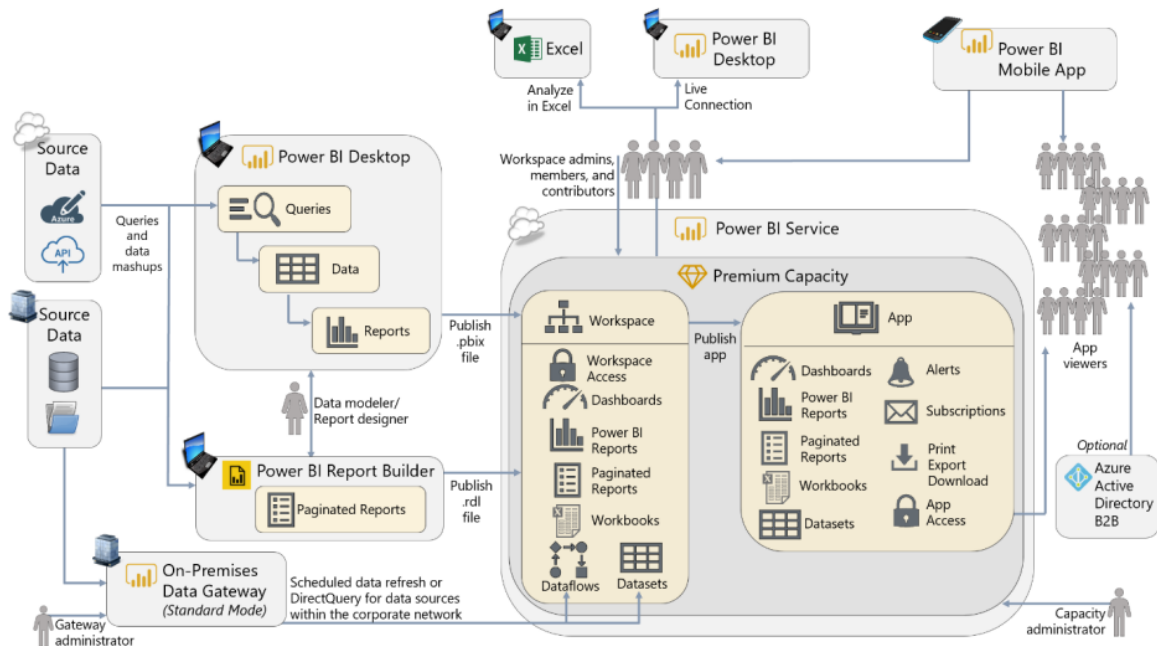 Excel
Analyze
in Excel
Power BI
Desktop
Live
Connection
Power BI
Mobile App
Source
Data
Azure
API
Queries
and
data
mashups
Source
Data
Power BI Desktop
Queries
Data
Reports
Publish
.pbix
file
Data modeler/
Report designer
Power BI Report Builder
Paginated Reports
Publish
.rdl
file
On-Premises
Data Gateway
(Standard Mode)
Gateway
administrator
Scheduled data refresh or
DirectQuery for data sources
within the corporate network
Workspace admins,
members, and
contributors
Power BI Service
Premium Capacity
Workspace
Workspace
Access
Dashboards
Power BI
Reports
Paginated
Reports
Workbooks
Dataflows
Datasets
Publish
app
App
Dashboards
Power BI
Reports
Paginated
Reports
Workbooks
Datasets
Alerts
Subscriptions
Print
Export
Download
App
Access
App
viewers
Optional
Azure
Active
Directory
B2B
Capacity
administrator